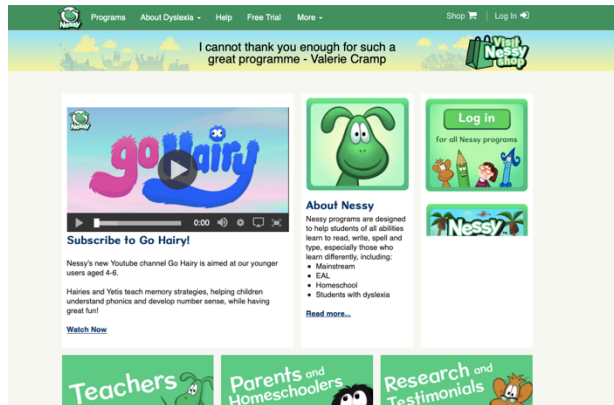 Nessy
Programs
About Dyslexia
Help
Free Trial
More
Shop
Log In
I cannot thank you enough for such a
great programme - Valerie Cramp
Visit
Nessy
Shop
Nessy
go Hairy
0:00
Subscribe to Go Hairy!
Nessy's new Youtube channel Go Hairy is aimed at our younger
users aged 4-6.
Hairies and Yetis teach memory strategies, helping children
understand phonics and develop number sense, while having
great fun!
Watch Now
About Nessy
Nessy programs are designed
to help students of all abilities
learn to read, write, spell and
type, especially those who
learn differently, including:
• Mainstream
• EAL
• Homeschool
• Students with dyslexia
Read more...
Log in
for all Nessy programs
Nessy
Teachers
Parents and
Homeschoolers
Research and
Testimonials